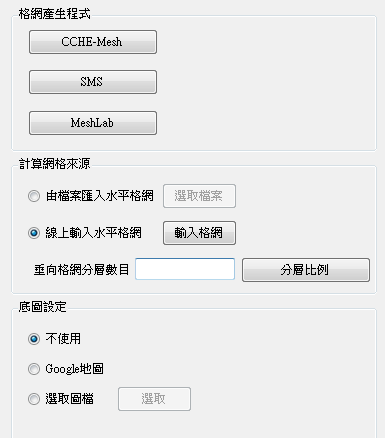 格網產生程式
CCHE-Mesh
SMS
MeshLab
計算網格來源
由檔案匯入水平格網 選取檔案
線上輸入水平格網 輸入格網
垂向格網分層數目 分層比例
底圖設定
不使用
Google地圖
選取圖檔 選取